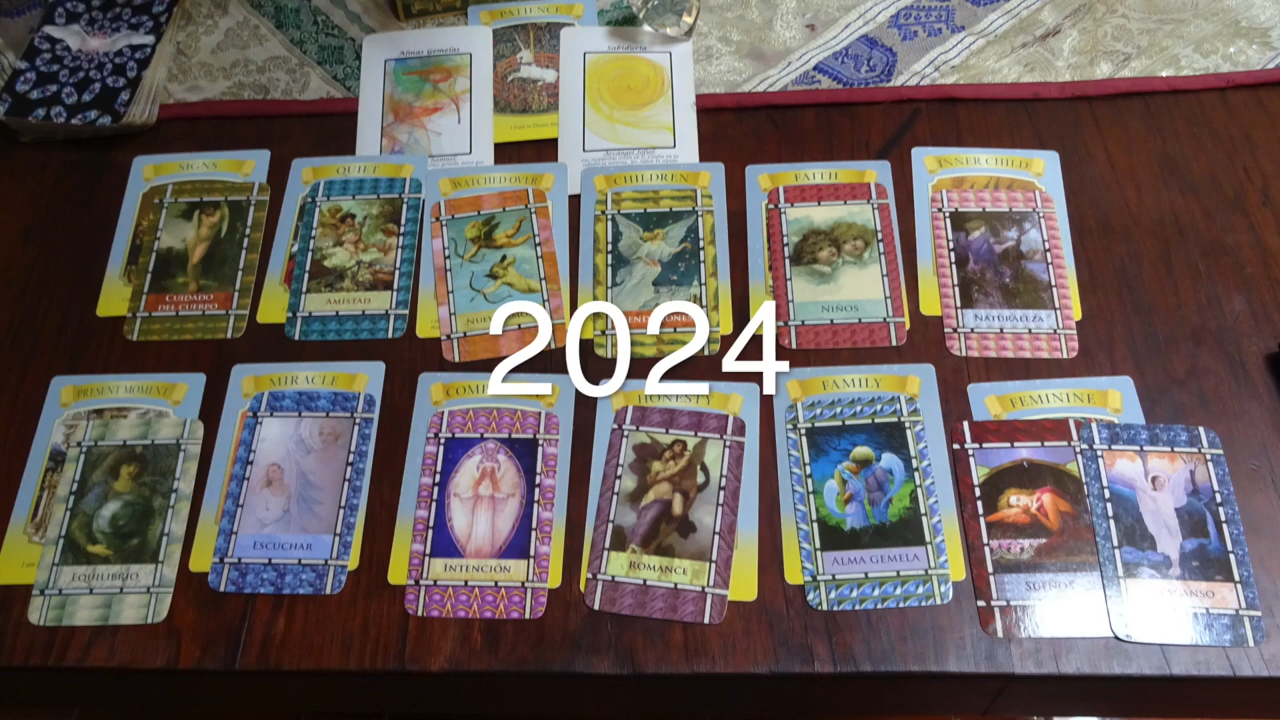 PATIENCE
Almas Gemelas
Sabiduría
Samuel
Arcángel Jofiel
SIGNS
QUIET
WATCHED OVER
CHILDREN
FAITH
INNER CHILD
CUIDADO
DEL CUERPO
AMISTAD
NIÑOS
NATURALEZA
2024
PRESENT MOMENT
MIRACLE
HONESTY
FAMILY
FEMININE
EQUILIBRIO
ESCUCHAR
INTENCIÓN
ROMANCE
ALMA GEMELA
SUEÑOS